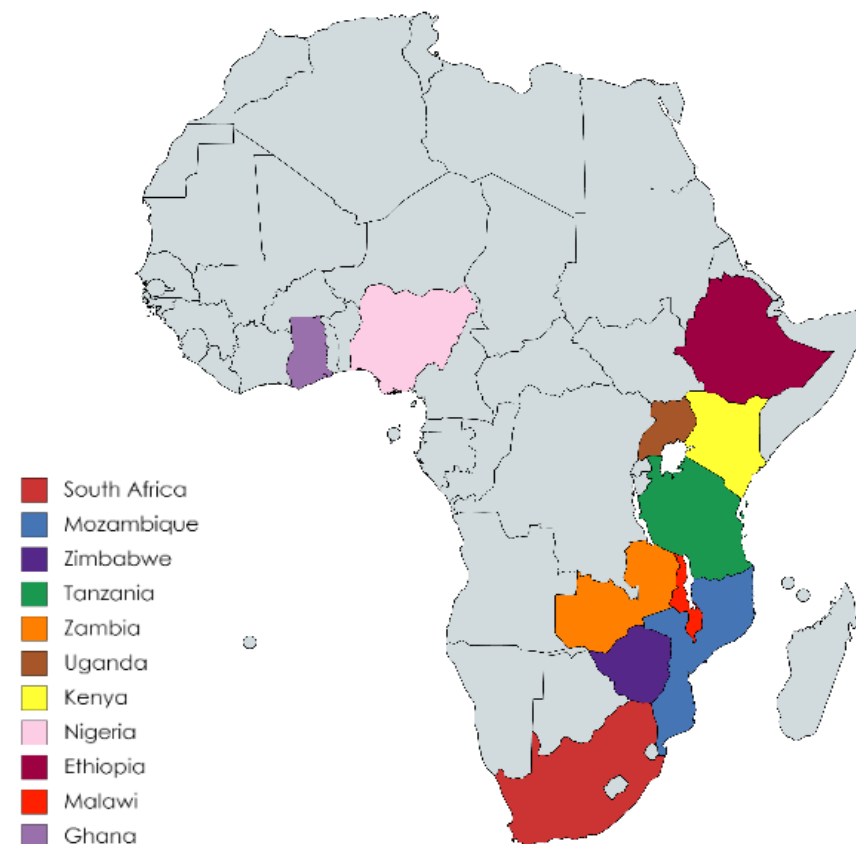 South Africa
Mozambique
Zimbabwe
Tanzania
Zambia
Uganda
Kenya
Nigeria
Ethiopia
Malawi
Ghana